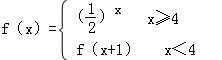 f（x）= { (1/2)^x x≥4
f（x+1） x＜4